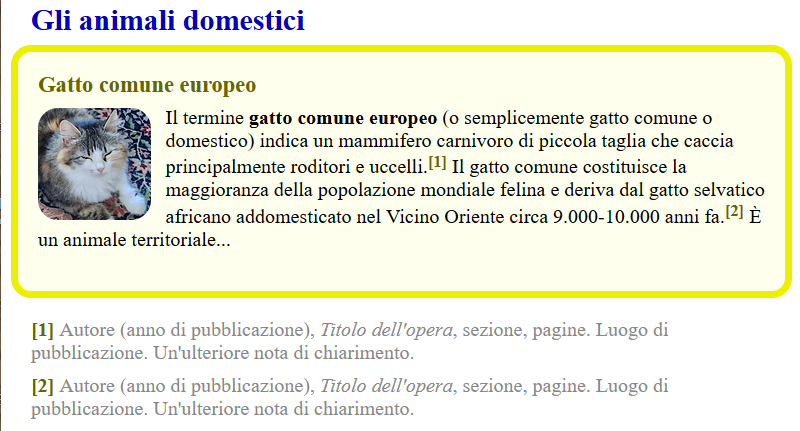 Gli animali domestici
Gatto comune europeo
Il termine gatto comune europeo (o semplicemente gatto comune o
domestico) indica un mammifero carnivoro di piccola taglia che caccia
principalmente roditori e uccelli.[1] Il gatto comune costituisce la
maggioranza della popolazione mondiale felina e deriva dal gatto selvatico
africano addomesticato nel Vicino Oriente circa 9.000-10.000 anni fa.[2] È
un animale territoriale...
[1] Autore (anno di pubblicazione), Titolo dell'opera, sezione, pagine. Luogo di
pubblicazione. Un'ulteriore nota di chiarimento.
[2] Autore (anno di pubblicazione), Titolo dell'opera, sezione, pagine. Luogo di
pubblicazione. Un'ulteriore nota di chiarimento.